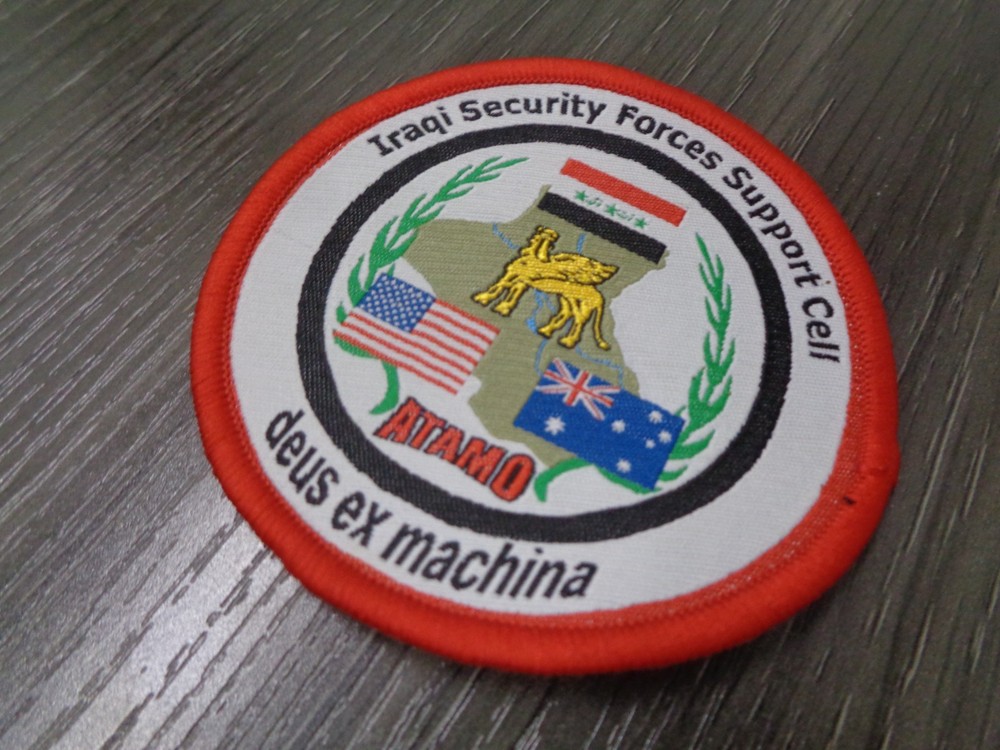 Iraqi Security Forces Support Cell
ATAMO
deus ex machina